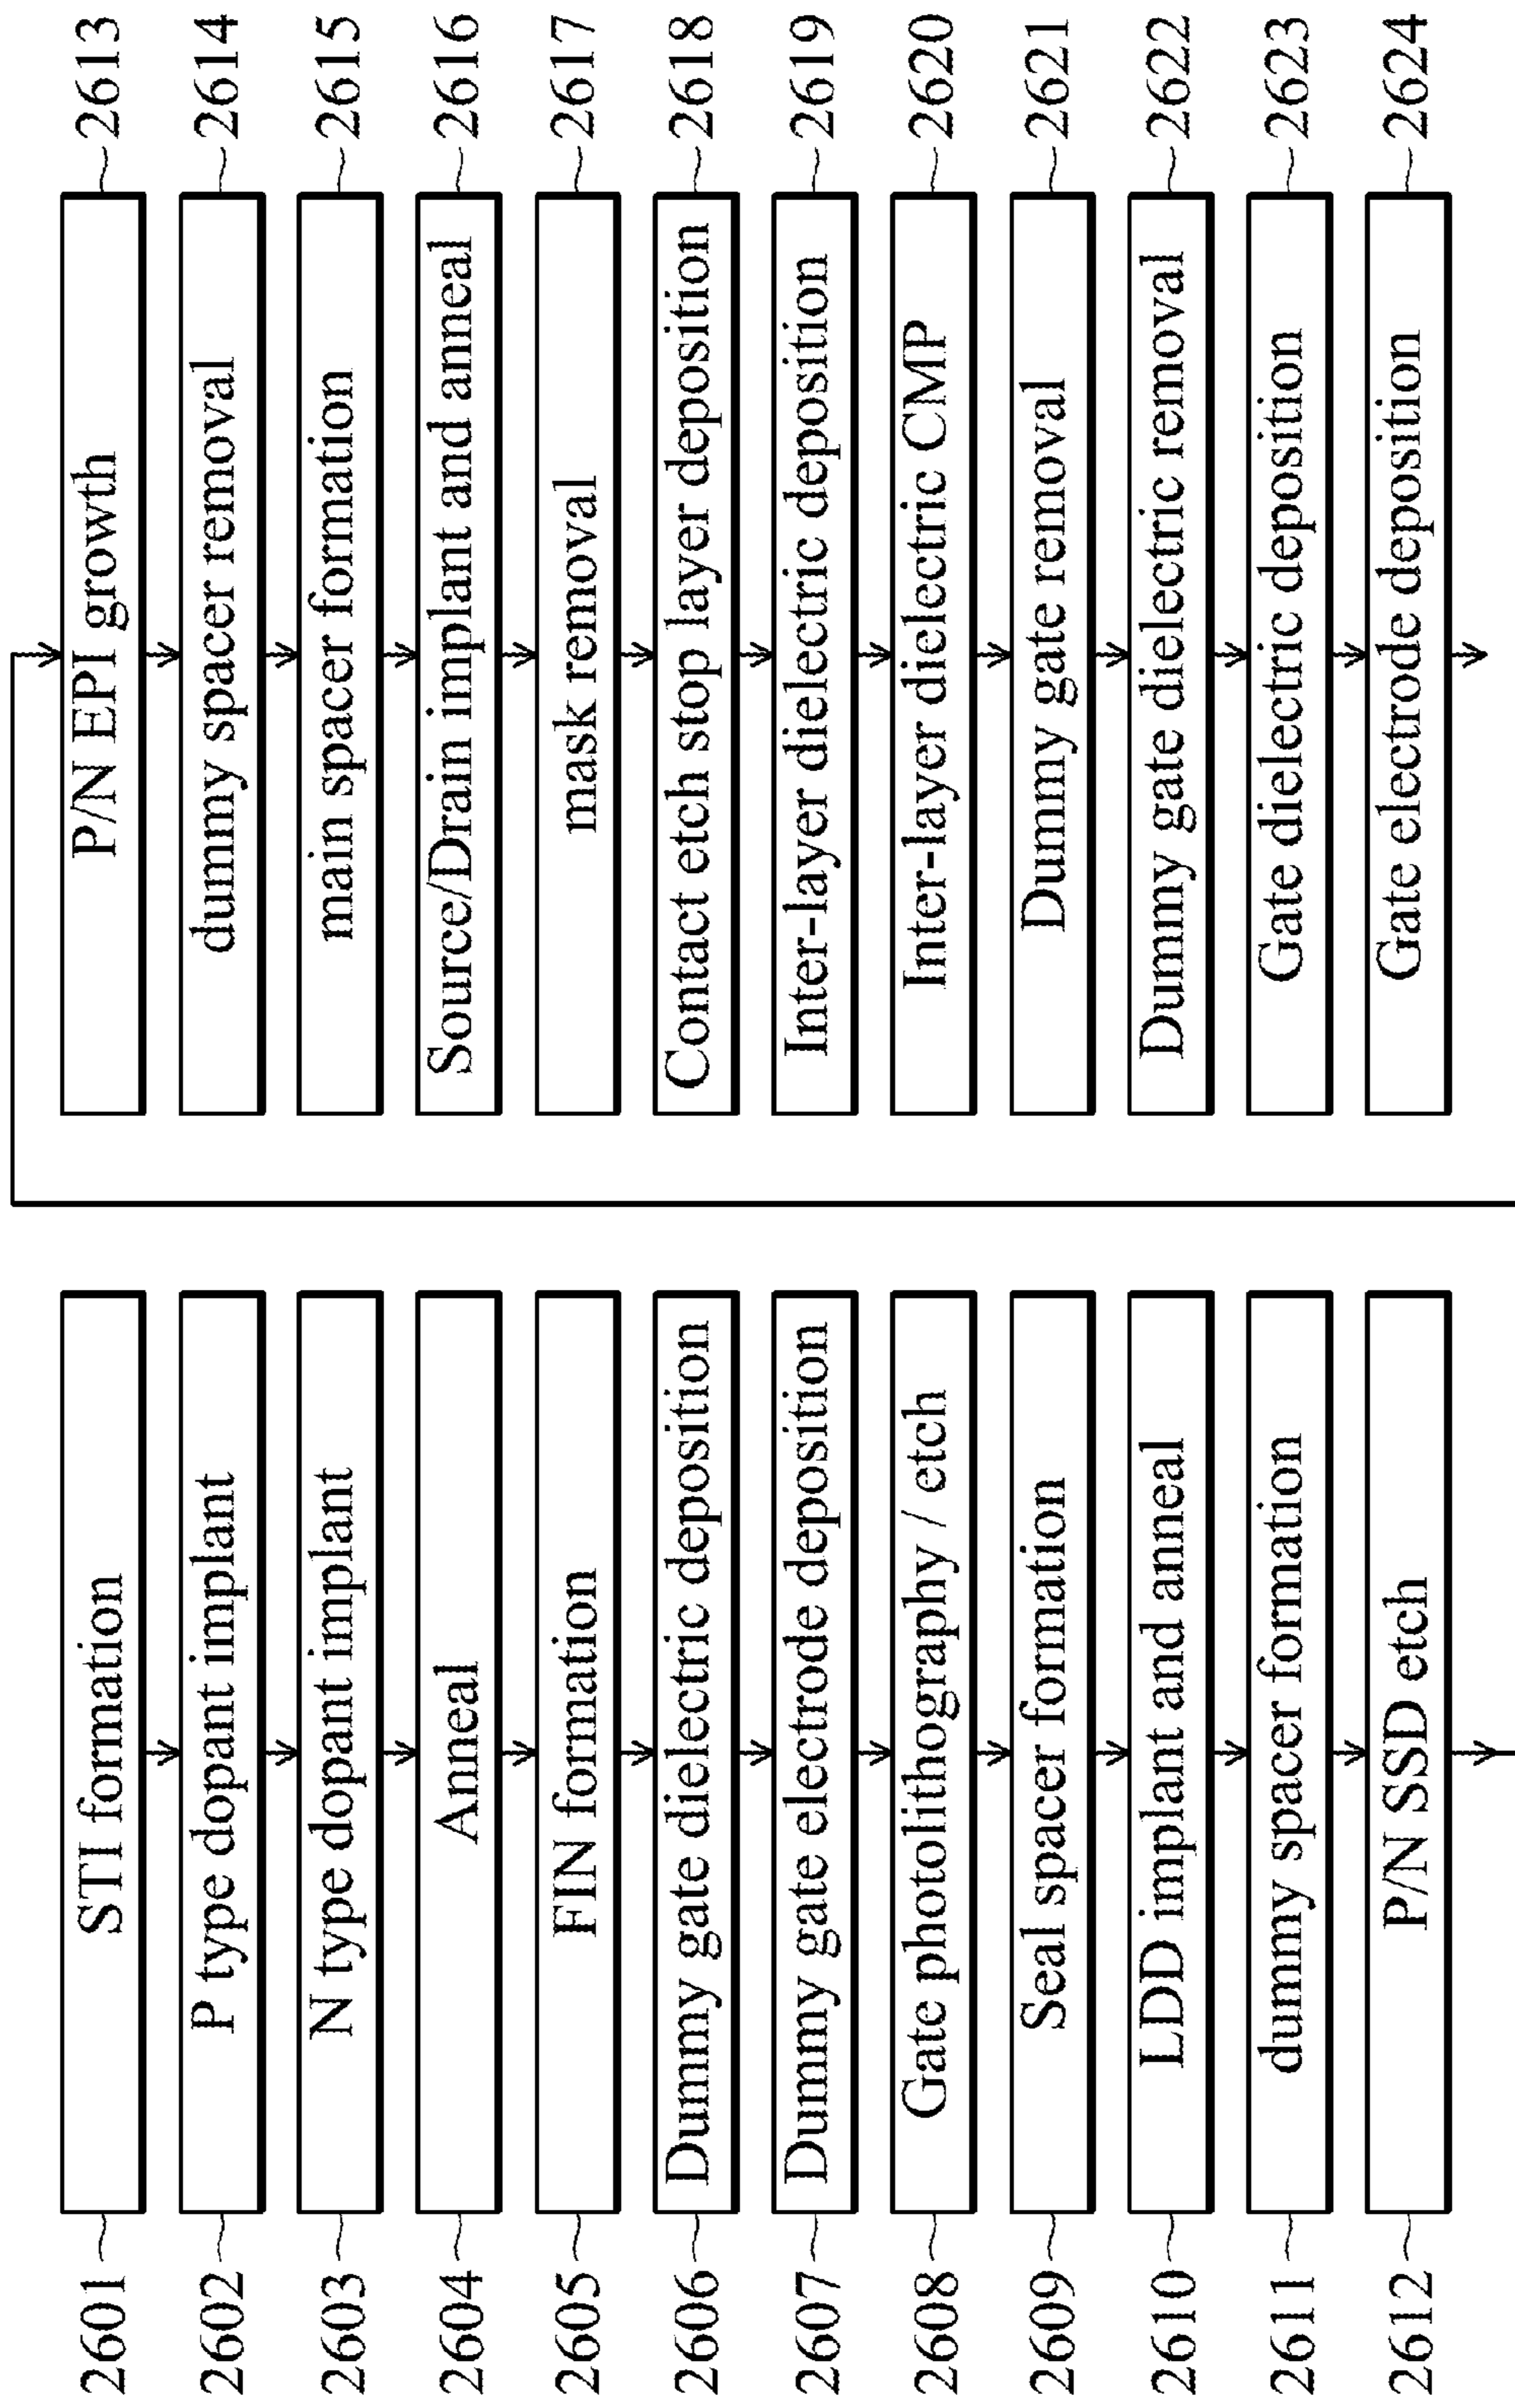 2601
STI formation
2602
P type dopant implant
2603
N type dopant implant
2604
Anneal
2605
FIN formation
2606
Dummy gate dielectric deposition
2607
Dummy gate electrode deposition
2608
Gate photolithography / etch
2609
Seal spacer formation
2610
LDD implant and anneal
2611
dummy spacer formation
2612
P/N SSD etch
P/N EPI growth
2613
dummy spacer removal
2614
main spacer formation
2615
Source/Drain implant and anneal
2616
mask removal
2617
Contact etch stop layer deposition
2618
Inter-layer dielectric deposition
2619
Inter-layer dielectric CMP
2620
Dummy gate removal
2621
Dummy gate dielectric removal
2622
Gate dielectric deposition
2623
Gate electrode deposition
2624